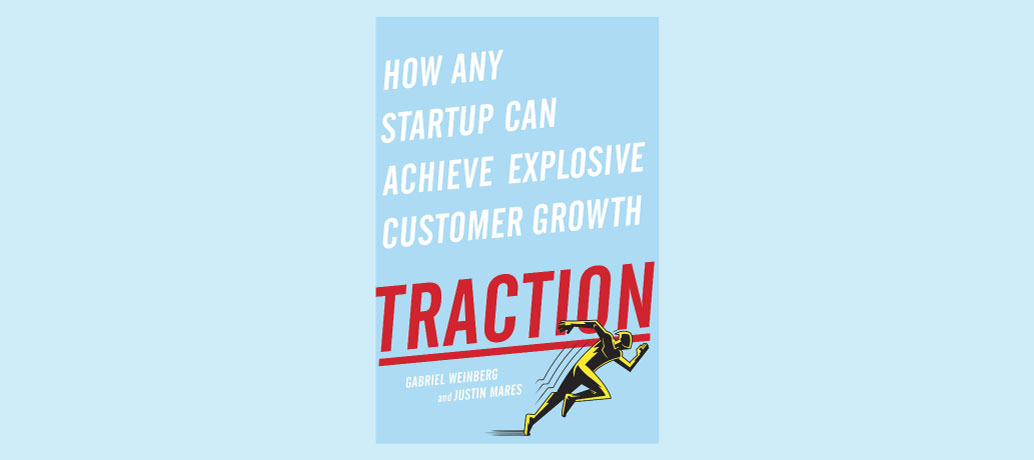 HOW ANY
STARTUP CAN
ACHIEVE EXPLOSIVE
CUSTOMER GROWTH
TRACTION
GABRIEL WEINBERG
and JUSTIN MARES